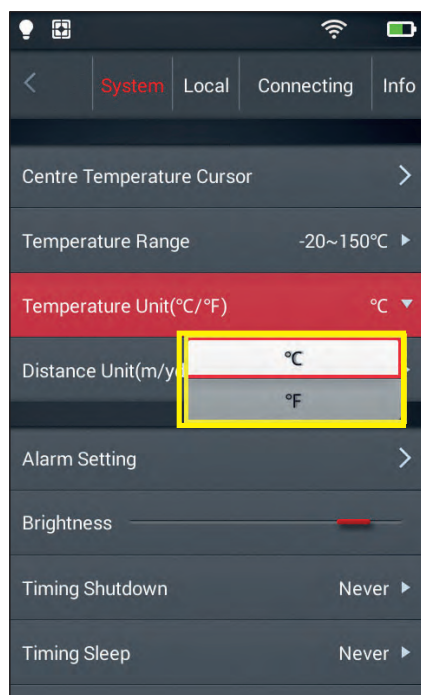 System Local Connecting Info
Centre Temperature Cursor
Temperature Range -20~150℃
Temperature Unit(℃/℉) ℃
℃
Distance Unit(m/y
℉
Alarm Setting
Brightness
Timing Shutdown Never
Timing Sleep Never